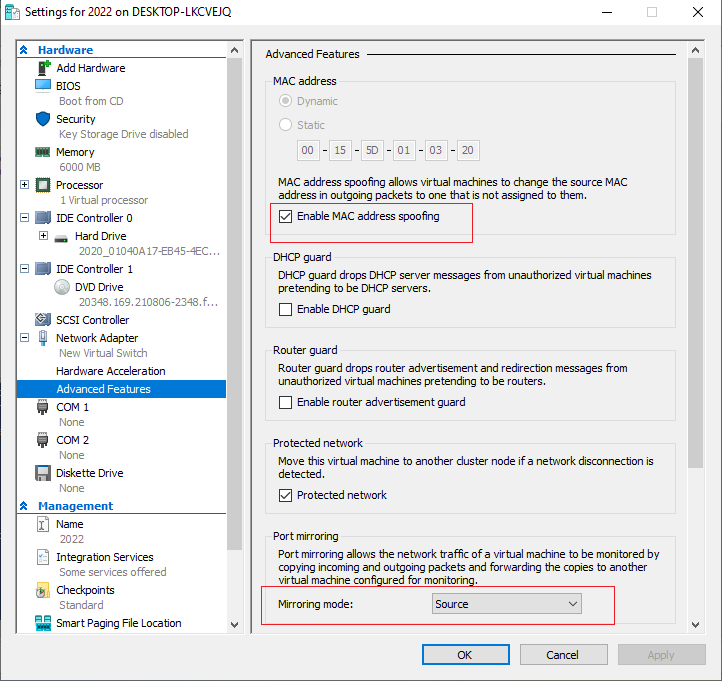 Settings for 2022 on DESKTOP-LKCVEJQ
Hardware
Add Hardware
BIOS
Boot from CD
Security
Key Storage Drive disabled
Memory
6000 MB
Processor
1 Virtual processor
IDE Controller 0
Hard Drive
2020_01040A17-EB45-4EC...
IDE Controller 1
DVD Drive
20348.169.210806-2348.f...
SCSI Controller
Network Adapter
New Virtual Switch
Hardware Acceleration
Advanced Features
COM 1
None
COM 2
None
Diskette Drive
None
Management
Name
2022
Integration Services
Some services offered
Checkpoints
Standard
Smart Paging File Location
Advanced Features
MAC address
Dynamic
Static
00 - 15 - 5D - 01 - 03 - 20
MAC address spoofing allows virtual machines to change the source MAC
address in outgoing packets to one that is not assigned to them.
Enable MAC address spoofing
DHCP guard
DHCP guard drops DHCP server messages from unauthorized virtual machines
pretending to be DHCP servers.
Enable DHCP guard
Router guard
Router guard drops router advertisement and redirection messages from
unauthorized virtual machines pretending to be routers.
Enable router advertisement guard
Protected network
Move this virtual machine to another cluster node if a network disconnection is
detected.
Protected network
Port mirroring
Port mirroring allows the network traffic of a virtual machine to be monitored by
copying incoming and outgoing packets and forwarding the copies to another
virtual machine configured for monitoring.
Mirroring mode: Source
OK Cancel Apply